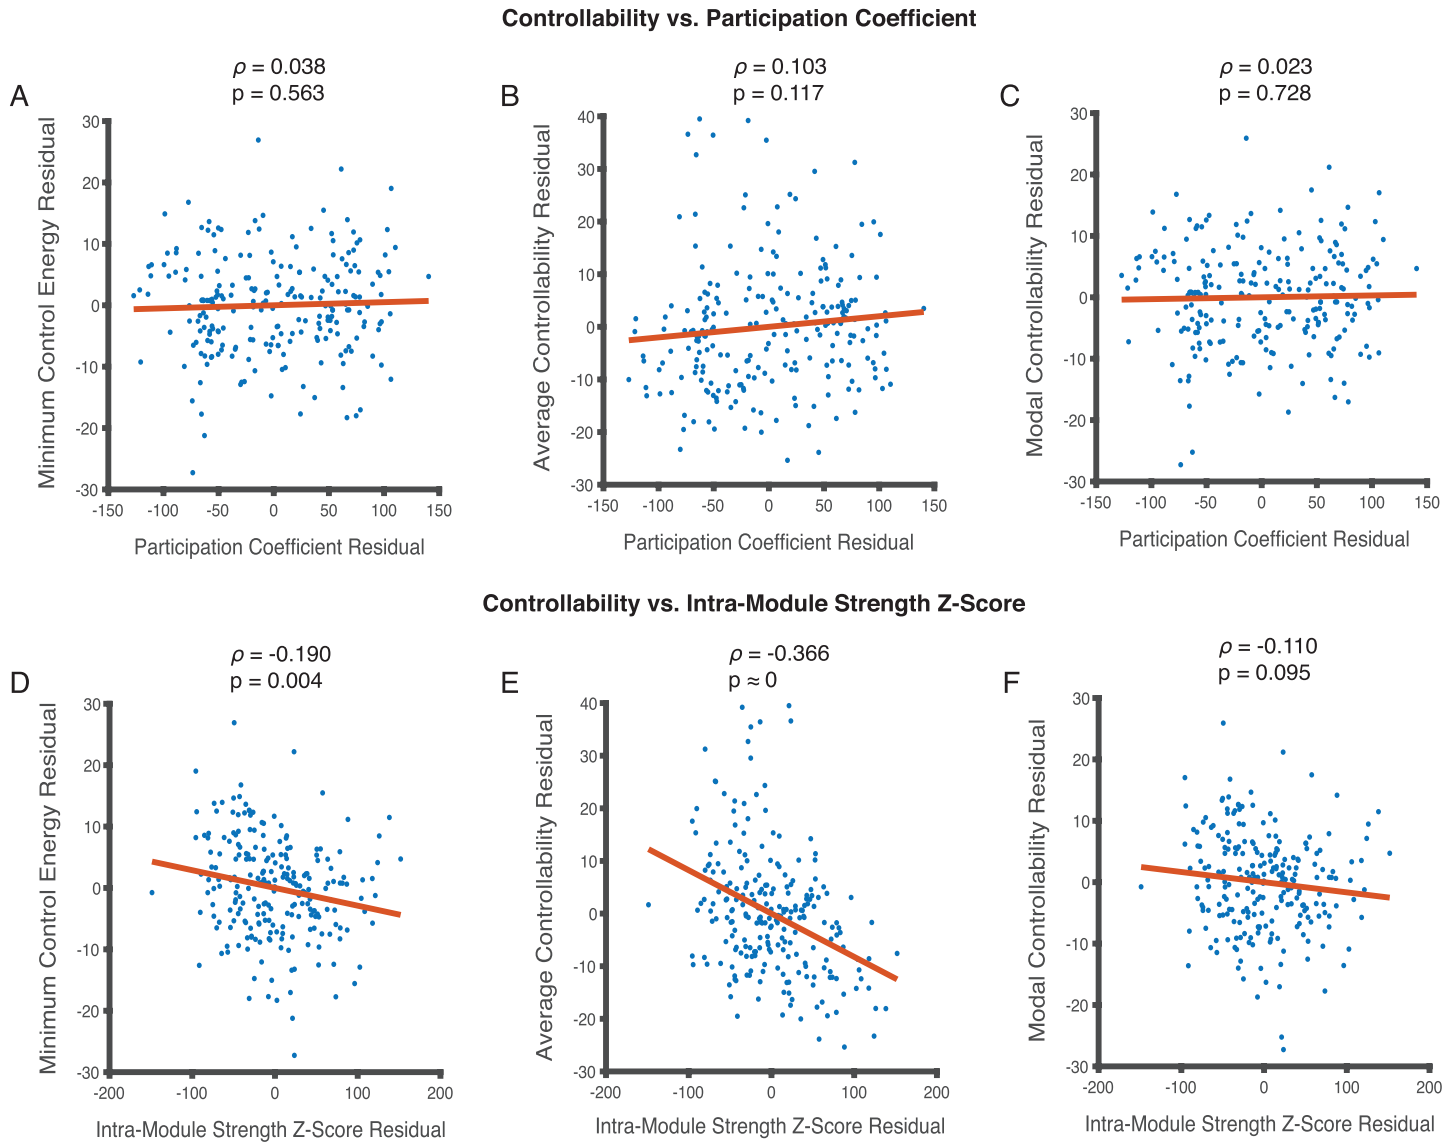 Controllability vs. Participation Coefficient
A
ρ = 0.038
p = 0.563
Minimum Control Energy Residual
30
20
10
0
-10
-20
-30
-150 -100 -50 0 50 100 150
Participation Coefficient Residual
B
ρ = 0.103
p = 0.117
Average Controllability Residual
40
30
20
10
0
-10
-20
-30
-150 -100 -50 0 50 100 150
Participation Coefficient Residual
C
ρ = 0.023
p = 0.728
Modal Controllability Residual
30
20
10
0
-10
-20
-30
-150 -100 -50 0 50 100 150
Participation Coefficient Residual
Controllability vs. Intra-Module Strength Z-Score
D
ρ = -0.190
p = 0.004
Minimum Control Energy Residual
30
20
10
0
-10
-20
-30
-200 -100 0 100 200
Intra-Module Strength Z-Score Residual
E
ρ = -0.366
p ≈ 0
Average Controllability Residual
40
30
20
10
0
-10
-20
-30
-200 -100 0 100 200
Intra-Module Strength Z-Score Residual
F
ρ = -0.110
p = 0.095
Modal Controllability Residual
30
20
10
0
-10
-20
-30
-200 -100 0 100 200
Intra-Module Strength Z-Score Residual